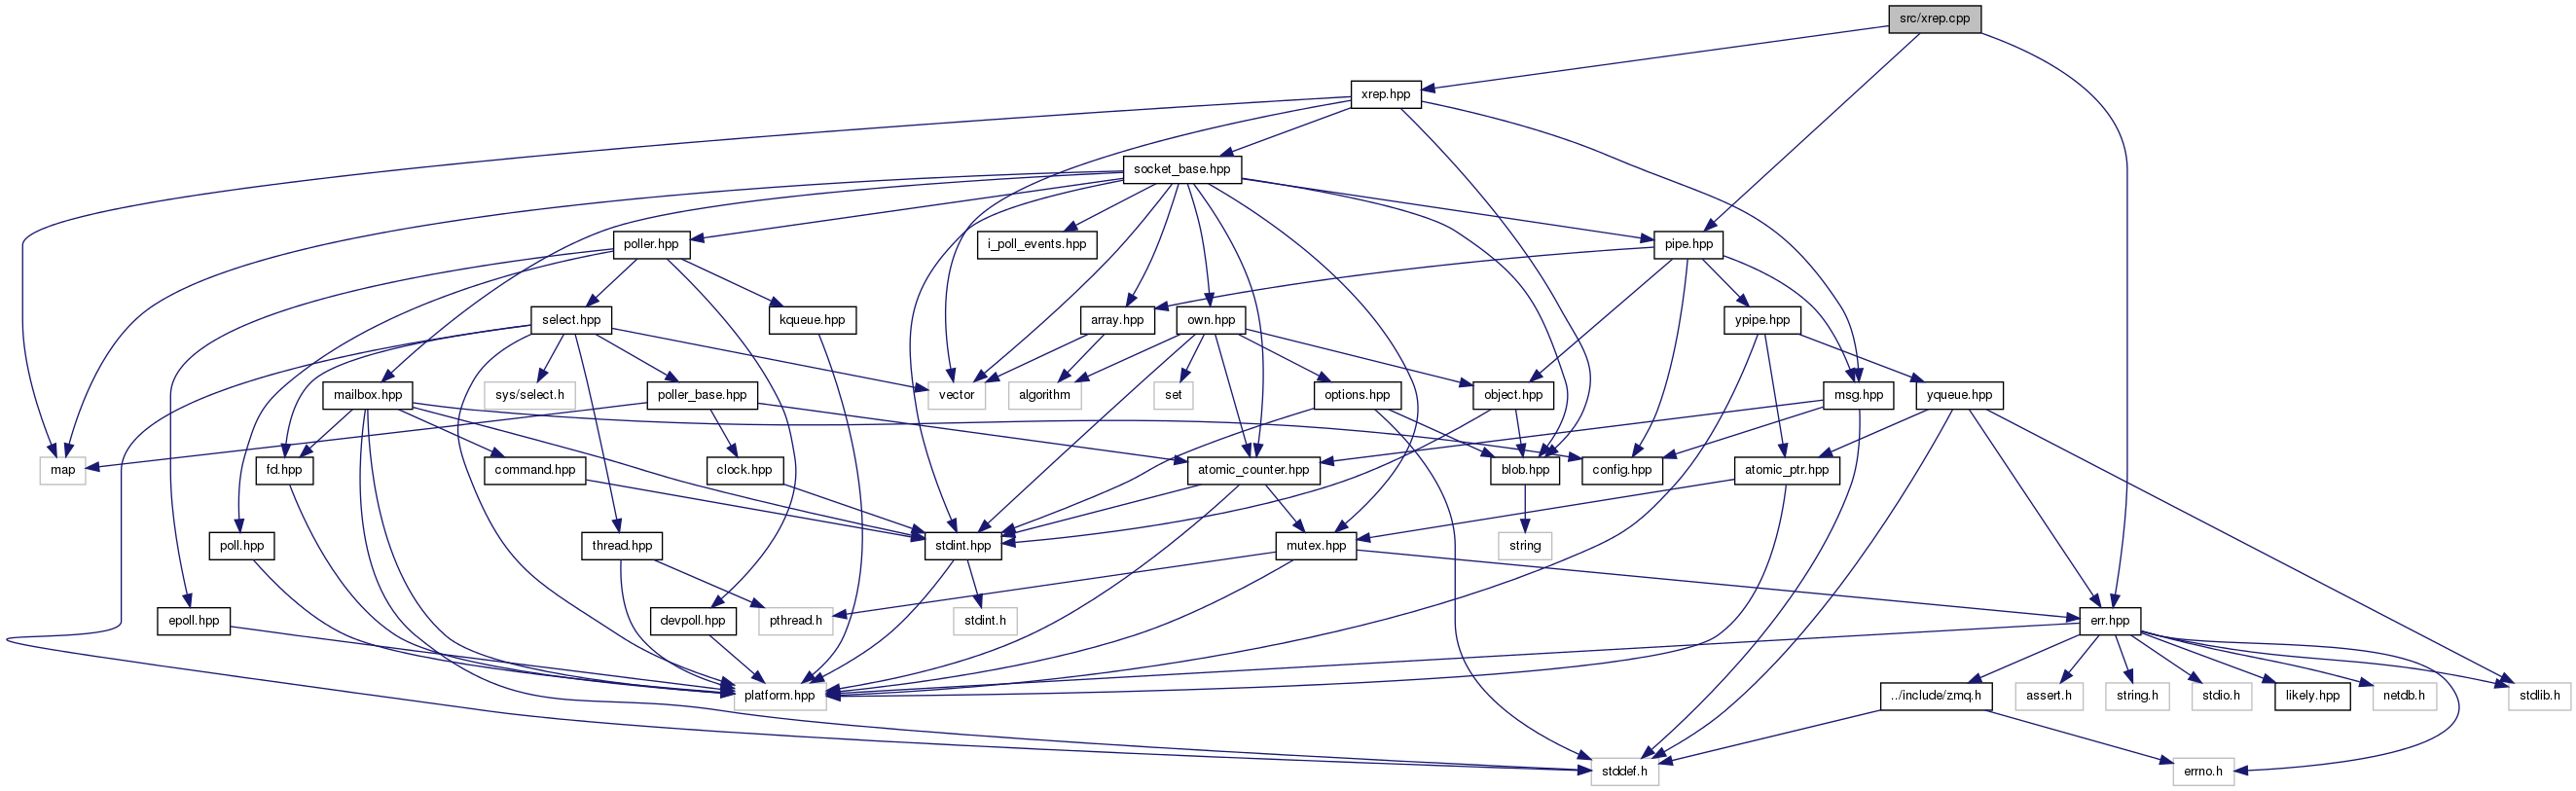 src/xrep.cpp
xrep.hpp
socket_base.hpp
poller.hpp
i_poll_events.hpp
pipe.hpp
select.hpp
kqueue.hpp
array.hpp
own.hpp
ypipe.hpp
mailbox.hpp
sys/select.h
poller_base.hpp
vector
algorithm
set
options.hpp
object.hpp
msg.hpp
yqueue.hpp
map
fd.hpp
command.hpp
clock.hpp
atomic_counter.hpp
blob.hpp
config.hpp
atomic_ptr.hpp
poll.hpp
thread.hpp
stdint.hpp
mutex.hpp
string
epoll.hpp
devpoll.hpp
pthread.h
stdint.h
err.hpp
platform.hpp
../include/zmq.h
assert.h
string.h
stdio.h
likely.hpp
netdb.h
stdlib.h
stddef.h
errno.h